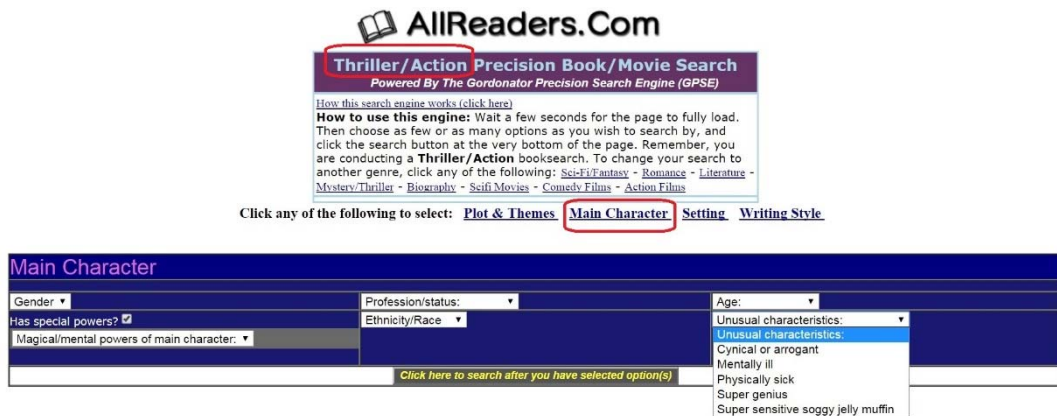 AllReaders.Com
Thriller/Action Precision Book/Movie Search
Powered By The Gordonator Precision Search Engine (GPSE)
How this search engine works (click here)
How to use this engine: Wait a few seconds for the page to fully load.
Then choose as few or as many options as you wish to search by, and
click the search button at the very bottom of the page. Remember, you
are conducting a Thriller/Action booksearch. To change your search to
another genre, click any of the following: Sci-Fi/Fantasy - Romance - Literature -
Mystery/Thriller - Biography - Scifi Movies - Comedy Films - Action Films
Click any of the following to select: Plot & Themes Main Character Setting Writing Style
Main Character
Gender Profession/status: Age:
Has special powers? Ethnicity/Race Unusual characteristics:
Magical/mental powers of main character: Unusual characteristics:
Cynical or arrogant
Mentally ill
Physically sick
Click here to search after you have selected option(s)
Super genius
Super sensitive soggy jelly muffin